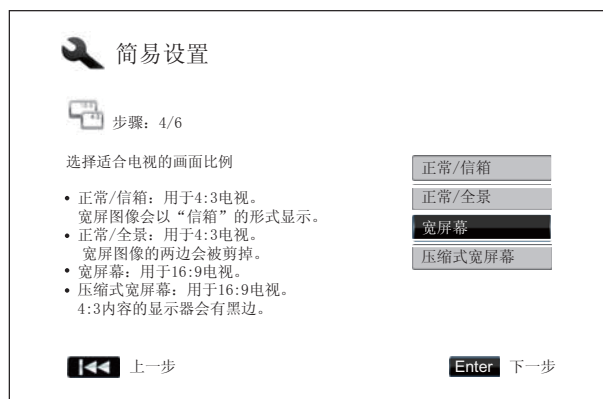 简易设置
步骤：4/6
选择适合电视的画面比例
• 正常/信箱：用于4:3电视。
宽屏图像会以“信箱”的形式显示。
• 正常/全景：用于4:3电视。
宽屏图像的两边会被剪掉。
• 宽屏幕：用于16:9电视。
• 压缩式宽屏幕：用于16:9电视。
4:3内容的显示器会有黑边。
正常/信箱
正常/全景
宽屏幕
压缩式宽屏幕
上一步
Enter 下一步